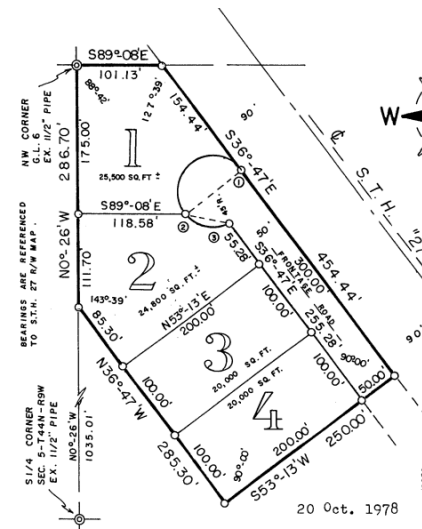 S89°-08'E
101.13'
88°-42'
127°-39'
154.44'
90°
NW CORNER
G.L. 6
EX. 11/2" PIPE
286.70'
175.00'
1
25,500 SQ. FT ±
S36°-47'E
W
℄ S.T.H. "27
S89°-08'E
118.58'
1
2
3
45'R.
50'
BEARINGS ARE REFERENCED
TO S.T.H. 27 R/W MAP.
N0°-26'W
111.70'
2
24,800 SQ. FT.±
143°-39'
55.28'
S36°-47'E
FRONTAGE ROAD
300.00'
454.44'
85.30'
N53°-13'E
200.00'
100.00'
255.28'
3
20,000 SQ. FT.
90°00'
90°
N36°-47'W
100.00'
20,000 SQ. FT.
4
100.00'
50.00'
S1/4 CORNER
SEC. 5-T44N-R9W
EX. 11/2" PIPE
N0°-26'W
1035.01'
285.30'
100.00'
90°00'
200.00'
250.00'
S53°-13'W
20 Oct. 1978